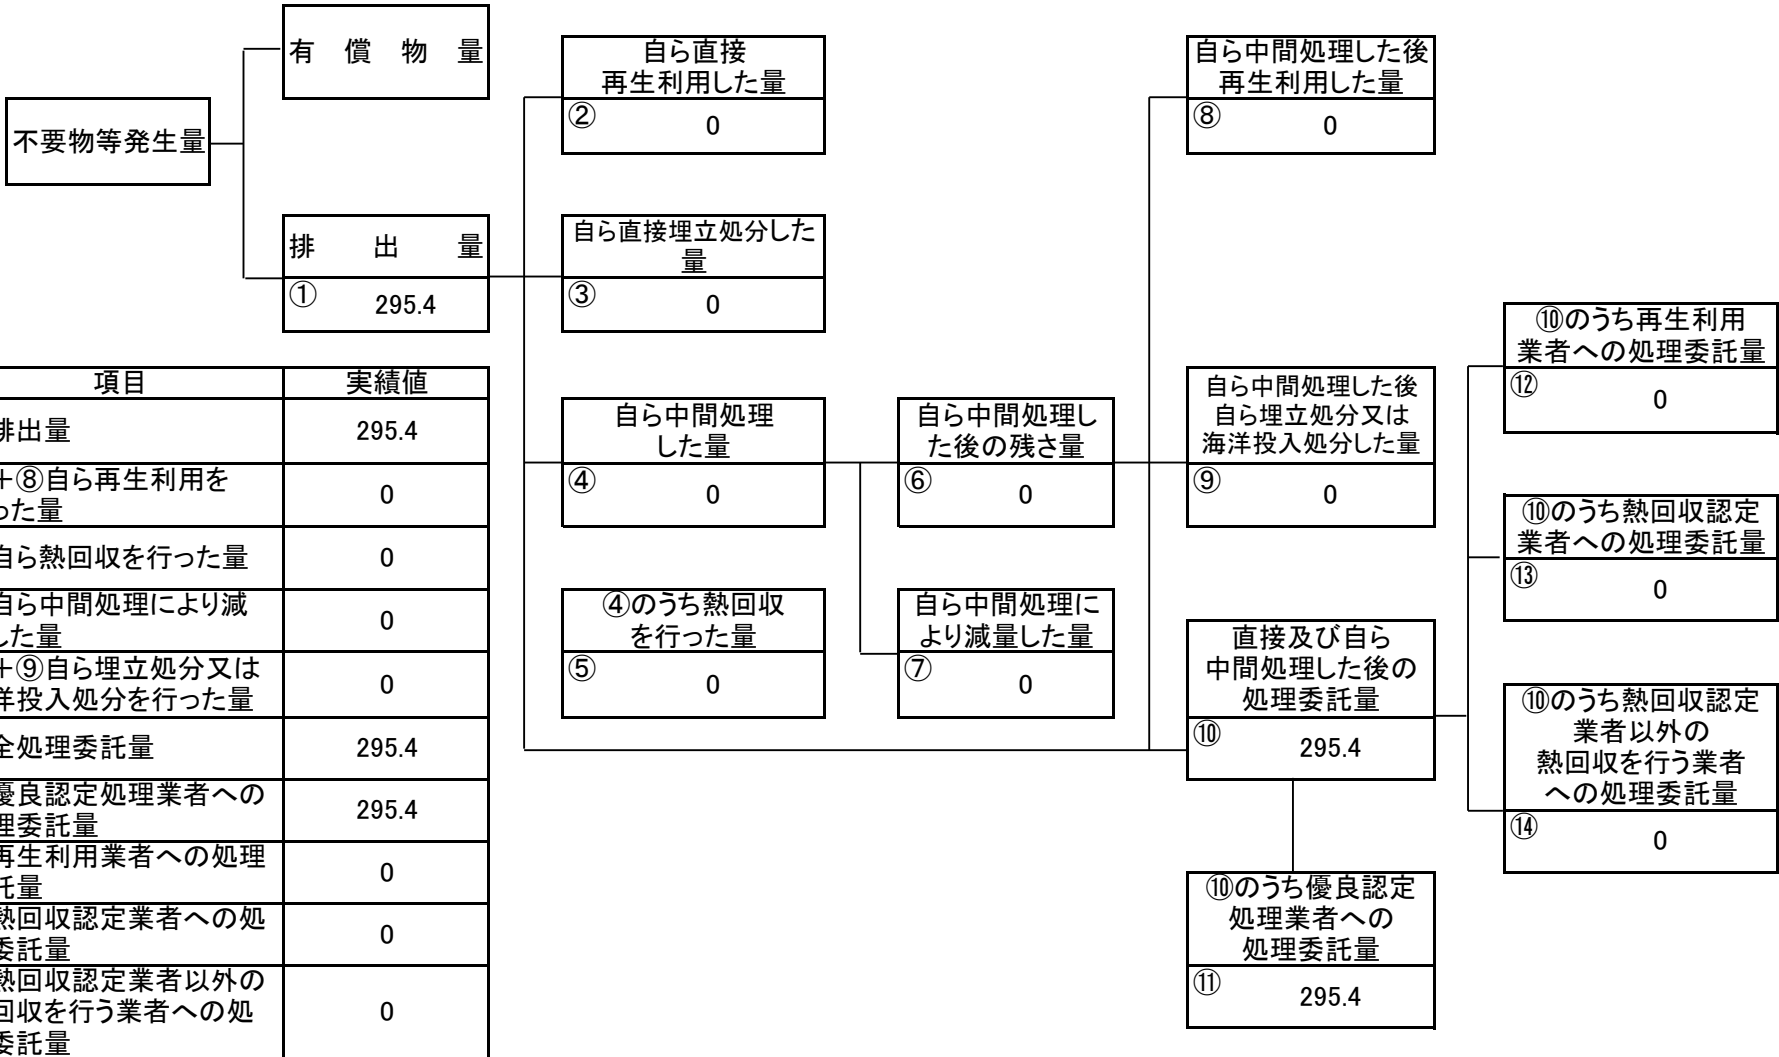 有償物量
不要物等発生量
排出量
① 295.4
自ら直接
再生利用した量
② 0
自ら直接埋立処分した
量
③ 0
自ら中間処理
した量
④ 0
④のうち熱回収
を行った量
⑤ 0
自ら中間処理し
た後の残さ量
⑥ 0
自ら中間処理に
より減量した量
⑦ 0
自ら中間処理した後
再生利用した量
⑧ 0
自ら中間処理した後
自ら埋立処分又は
海洋投入処分した量
⑨ 0
直接及び自ら
中間処理した後の
処理委託量
⑩ 295.4
⑩のうち優良認定
処理業者への
処理委託量
⑪ 295.4
⑩のうち再生利用
業者への処理委託量
⑫ 0
⑩のうち熱回収認定
業者への処理委託量
⑬ 0
⑩のうち熱回収認定
業者以外の
熱回収を行う業者
への処理委託量
⑭ 0
項目 実績値
排出量 295.4
+⑧自ら再生利用を
った量 0
自ら熱回収を行った量 0
自ら中間処理により減
した量 0
+⑨自ら埋立処分又は
洋投入処分を行った量 0
全処理委託量 295.4
優良認定処理業者への
理委託量 295.4
再生利用業者への処理
託量 0
熱回収認定業者への処
委託量 0
熱回収認定業者以外の
回収を行う業者への処
委託量 0